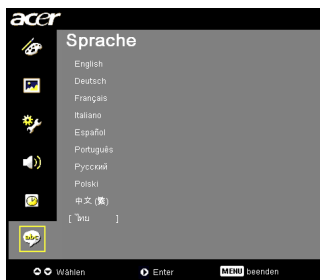 acer
Sprache
English
Deutsch
Français
Italiano
Español
Português
Русский
Polski
中文 (繁)
[ ไทย ]
abc
Wählen Enter MENU beenden